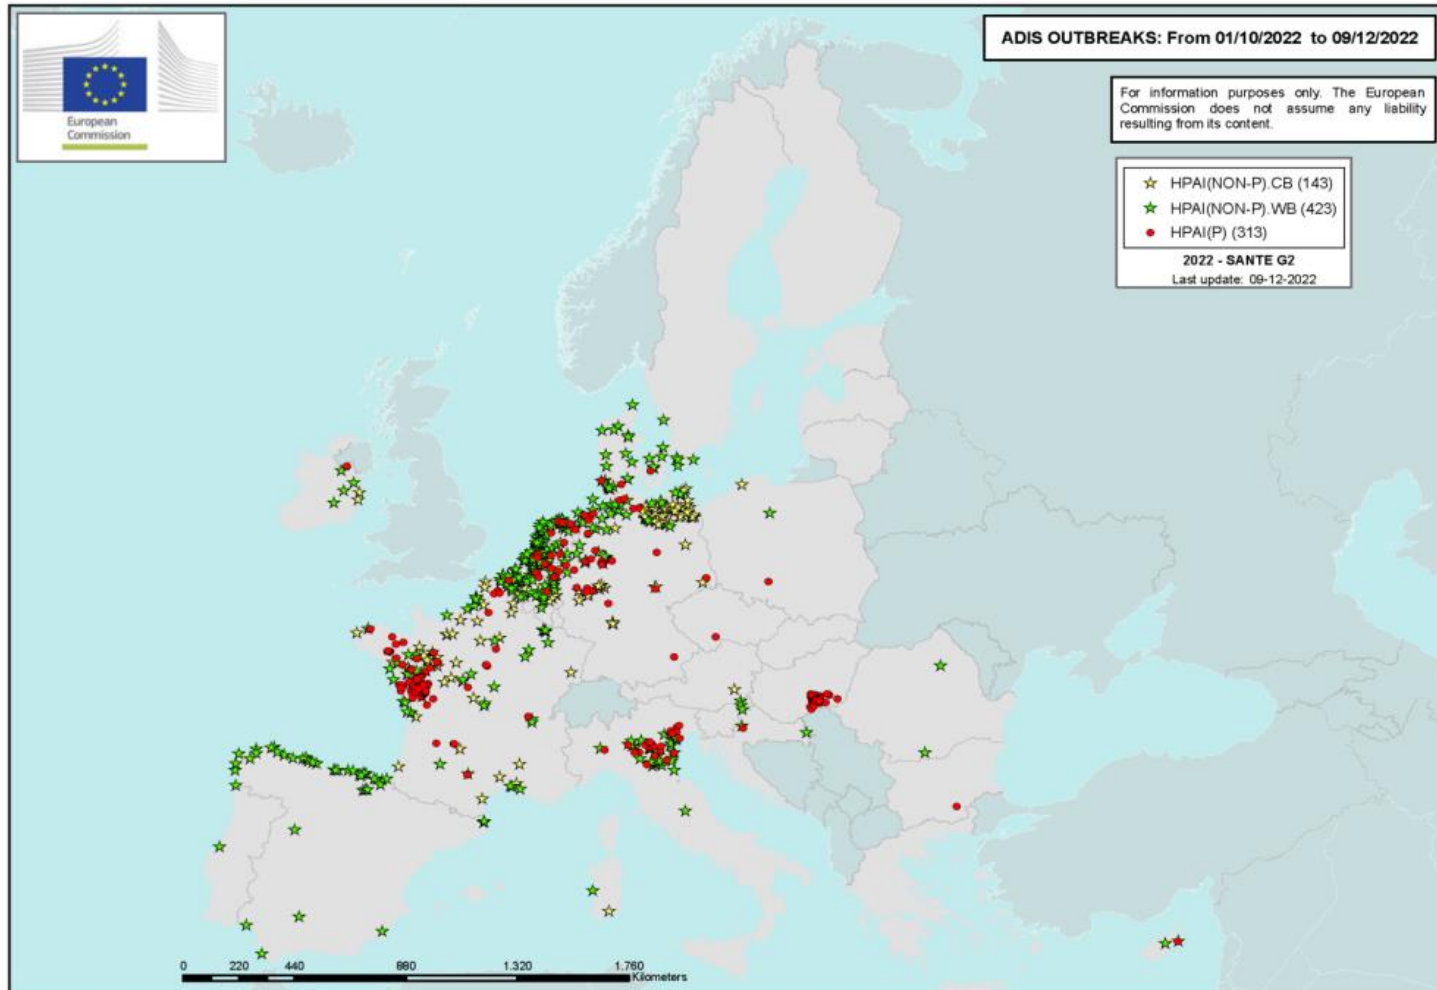 European
Commission
ADIS OUTBREAKS: From 01/10/2022 to 09/12/2022
For information purposes only. The European
Commission does not assume any liability
resulting from its content.
HPAI(NON-P).CB (143)
HPAI(NON-P).WB (423)
HPAI(P) (313)
2022 - SANTE G2
Last update: 09-12-2022
0 220 440 880 1.320 1.760
Kilometers